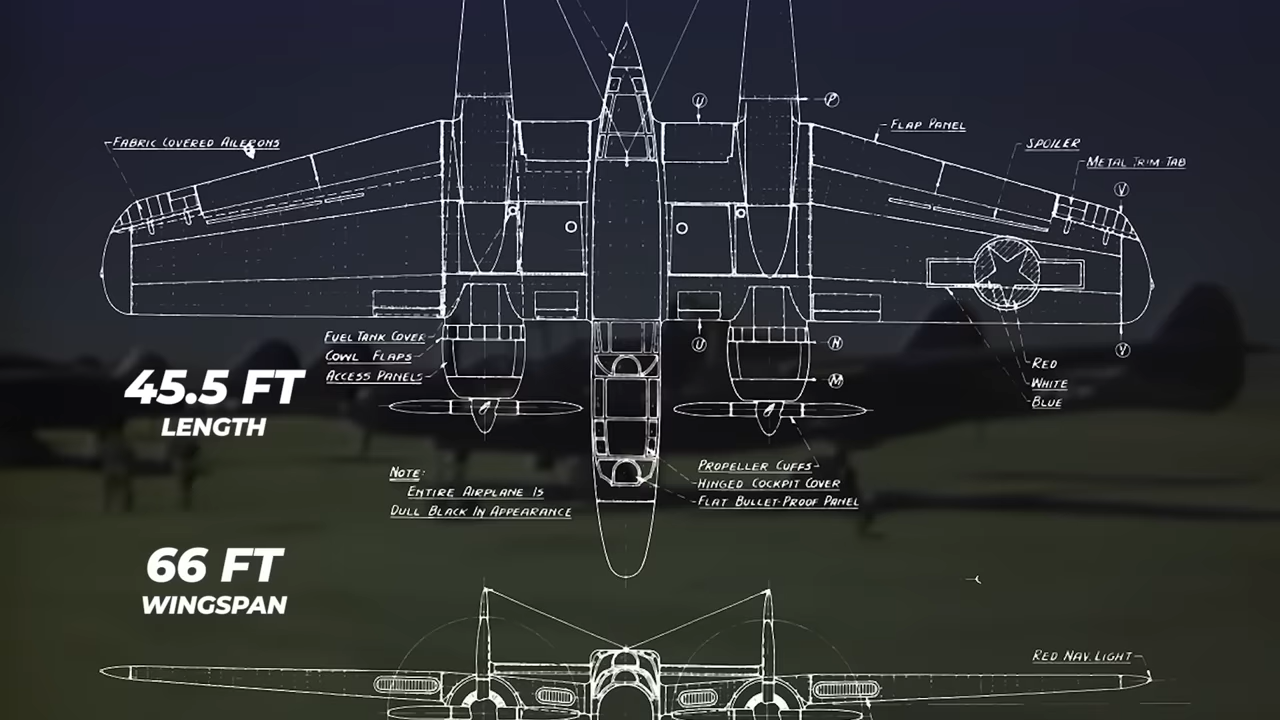 U
P
FLAP PANEL
FABRIC COVERED AILERONS
SPOILER
METAL TRIM TAB
V
FUEL TANK COVER
COWL FLAPS
ACCESS PANELS
U
N
M
V
RED
WHITE
BLUE
45.5 FT
LENGTH
NOTE:
ENTIRE AIRPLANE IS
DULL BLACK IN APPEARANCE
PROPELLER CUFFS
HINGED COCKPIT COVER
FLAT BULLET-PROOF PANEL
66 FT
WINGSPAN
RED NAV. LIGHT